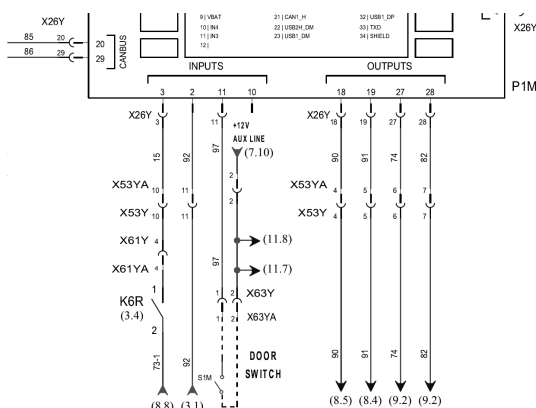 9 | VBAT 21 | CAN1_H 32 | USB1_DP
10 | IN4 22 | USB2H_DM 33 | TXD
11 | IN3 23 | USB1_DM 34 | SHIELD
12 |
X26Y X26Y
85 20 20
86 29 29
CANBUS
INPUTS OUTPUTS
P1M
3 2 11 10 18 19 27 28
X26Y 3 11 X26Y 18 19 27 28
+12V
AUX LINE
(7.10)
15 92 97 90 91 74 82
2
X53YA 10 11 X53YA 4 5 6 7
2
X53Y 10 11 X53Y 4 5 6 7
X61Y 4 (11.8)
X61YA 4 97 (11.7)
1 1 2 X63Y
K6R
(3.4)
1 2 X63YA
2
DOOR
SWITCH
73-1 92 S1M 90 91 74 82
(8.8) (3.1) (8.5) (8.4) (9.2) (9.2)